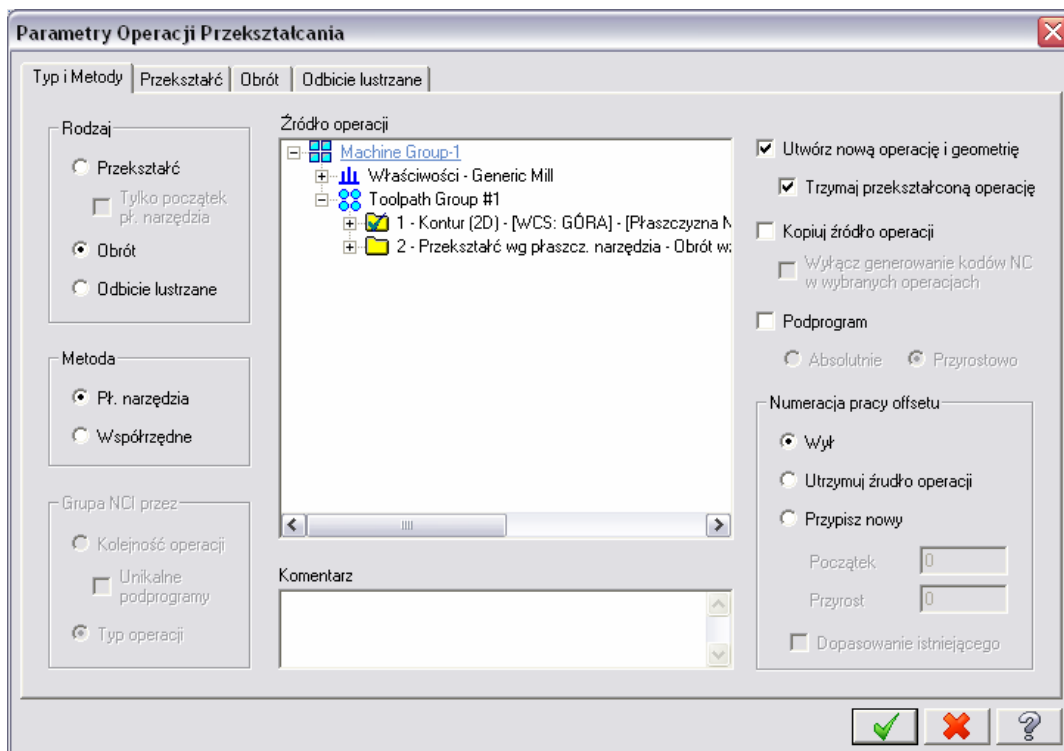 Parametry Operacji Przekształcania
Typ i Metody
Przekształć
Obrót
Odbicie lustrzane
Rodzaj
Przekształć
Tylko początek
pł. narzędzia
Obrót
Odbicie lustrzane
Metoda
Pł. narzędzia
Współrzędne
Grupa NCI przez
Kolejność operacji
Unikalne
podprogramy
Typ operacji
Źródło operacji
Machine Group-1
Właściwości - Generic Mill
Toolpath Group #1
1 - Kontur (2D) - [WCS: GÓRA] - [Płaszczyzna N
2 - Przekształć wg płaszcz. narzędzia - Obrót wz
Komentarz
Utwórz nową operację i geometrię
Trzymaj przekształconą operację
Kopiuj źródło operacji
Wyłącz generowanie kodów NC
w wybranych operacjach
Podprogram
Absolutnie
Przyrostowo
Numeracja pracy offsetu
Wył
Utrzymuj źrudło operacji
Przypisz nowy
Początek 0
Przyrost 0
Dopasowanie istniejącego